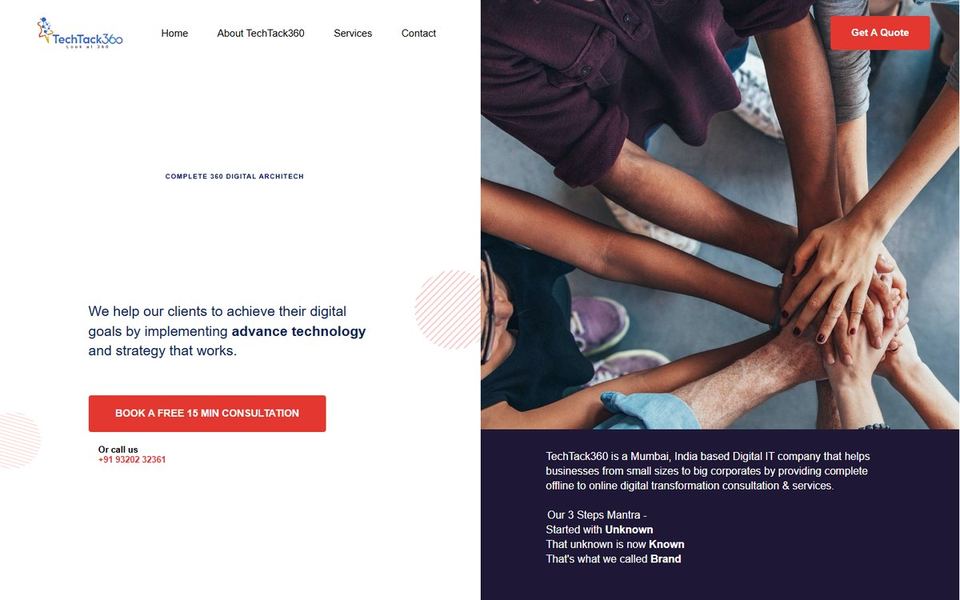 TechTack360
Look at 360
Home
About TechTack360
Services
Contact
Get A Quote
COMPLETE 360 DIGITAL ARCHITECH
We help our clients to achieve their digital
goals by implementing advance technology
and strategy that works.
BOOK A FREE 15 MIN CONSULTATION
Or call us
+91 93202 32361
TechTack360 is a Mumbai, India based Digital IT company that helps
businesses from small sizes to big corporates by providing complete
offline to online digital transformation consultation & services.
Our 3 Steps Mantra -
Started with Unknown
That unknown is now Known
That's what we called Brand